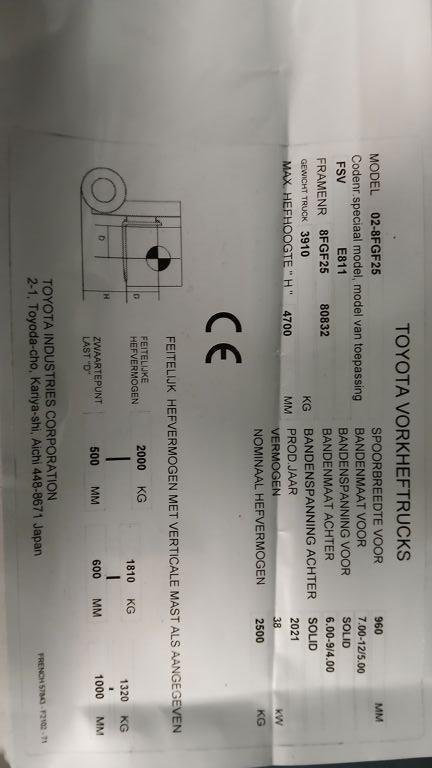 TOYOTA VORKHEFTRUCKS
MODEL 02-8FGF25
Codenr.speciaal model, model van toepassing
FSV E811
FRAMENR 8FGF25 80832
GEWICHT TRUCK 3910 KG
MAX. HEFHOOGTE " H " 4700 MM
SPOORBREEDTE VOOR 960 MM
BANDENMAAT VOOR 7.00-12/5.00
BANDENSPANNING VOOR SOLID
BANDENMAAT ACHTER 6.00-9/4.00
BANDENSPANNING ACHTER SOLID
PROD.JAAR 2021
VERMOGEN 38 kW
NOMINAAL HEFVERMOGEN 2500 KG
CE
FEITELIJK HEFVERMOGEN MET VERTICALE MAST ALS AANGEGEVEN
D
D
H
FEITELIJKE
HEFVERMOGEN
2000 KG 1810 KG 1320 KG
ZWAARTEPUNT
LAST "D"
500 MM 600 MM 1000 MM
TOYOTA INDUSTRIES CORPORATION
2-1, Toyoda-cho, Kariya-shi, Aichi 448-8671 Japan